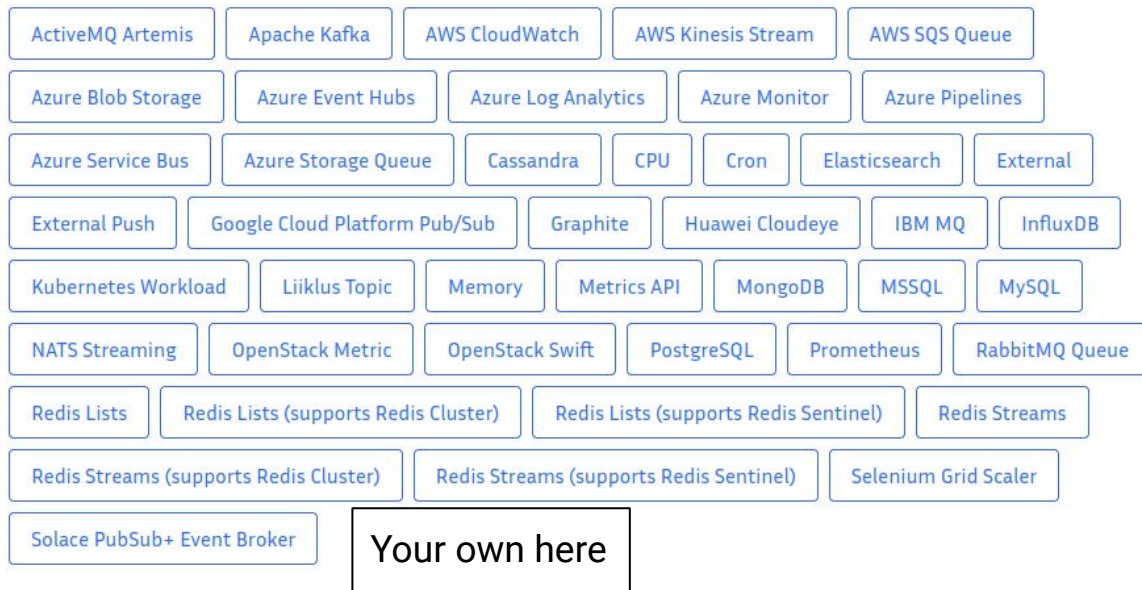 ActiveMQ Artemis Apache Kafka AWS CloudWatch AWS Kinesis Stream AWS SQS Queue
Azure Blob Storage Azure Event Hubs Azure Log Analytics Azure Monitor Azure Pipelines
Azure Service Bus Azure Storage Queue Cassandra CPU Cron Elasticsearch External
External Push Google Cloud Platform Pub/Sub Graphite Huawei Cloudeye IBM MQ InfluxDB
Kubernetes Workload Liiklus Topic Memory Metrics API MongoDB MSSQL MySQL
NATS Streaming OpenStack Metric OpenStack Swift PostgreSQL Prometheus RabbitMQ Queue
Redis Lists Redis Lists (supports Redis Cluster) Redis Lists (supports Redis Sentinel) Redis Streams
Redis Streams (supports Redis Cluster) Redis Streams (supports Redis Sentinel) Selenium Grid Scaler
Solace PubSub+ Event Broker Your own here